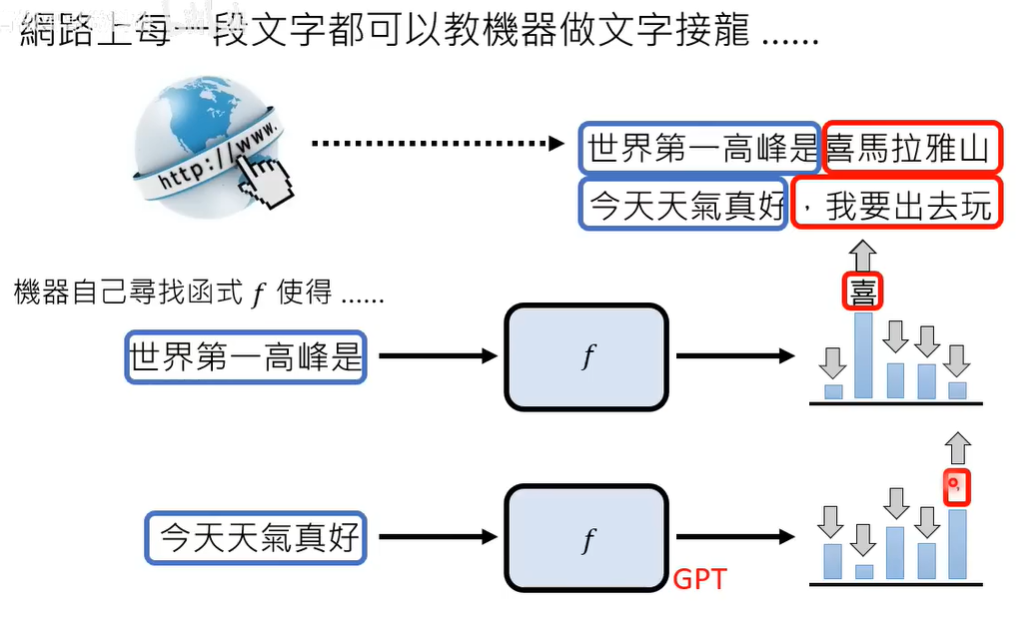 網路上每一段文字都可以教機器做文字接龍 ......
http://www.
世界第一高峰是喜馬拉雅山
今天天氣真好，我要出去玩
機器自己尋找函式 f 使得 ......
喜
世界第一高峰是
f
，
今天天氣真好
f
GPT